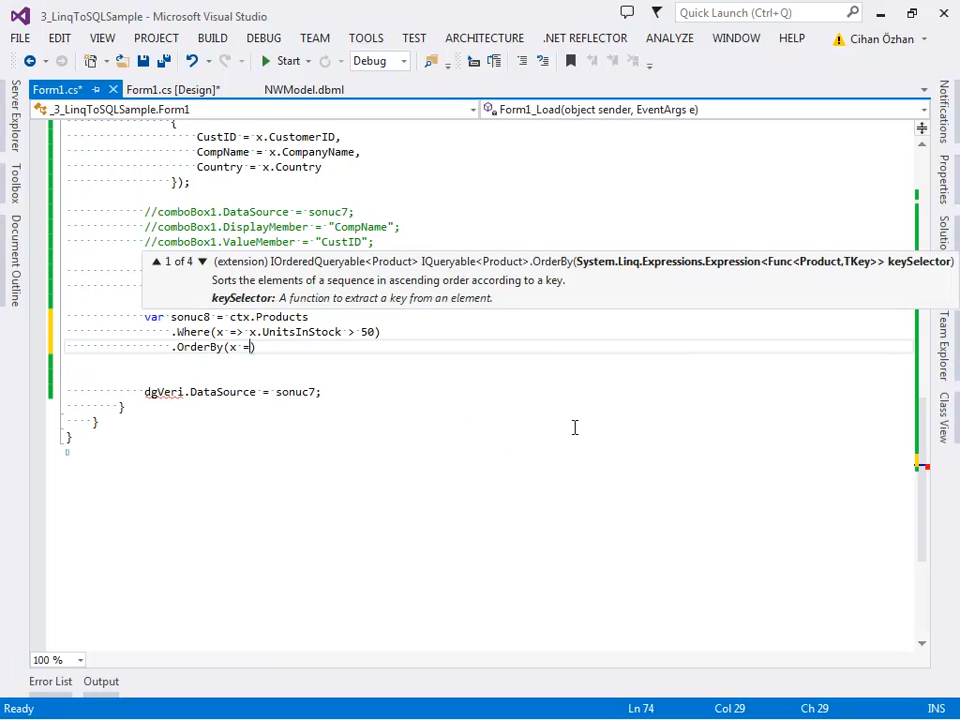 3_LinqToSQLSample - Microsoft Visual Studio
Quick Launch (Ctrl+Q)
FILE EDIT VIEW PROJECT BUILD DEBUG TEAM TOOLS TEST ARCHITECTURE .NET REFLECTOR ANALYZE WINDOW HELP Cihan Özhan
Start Debug
Form1.cs* Form1.cs [Design]* NWModel.dbml
_3_LinqToSQLSample.Form1 Form1_Load(object sender, EventArgs e)
{
CustID = x.CustomerID,
CompName = x.CompanyName,
Country = x.Country
});
//comboBox1.DataSource = sonuc7;
//comboBox1.DisplayMember = "CompName";
//comboBox1.ValueMember = "CustID";
1 of 4 (extension) IOrderedQueryable<Product> IQueryable<Product>.OrderBy(System.Linq.Expressions.Expression<Func<Product,TKey>> keySelector)
Sorts the elements of a sequence in ascending order according to a key.
keySelector: A function to extract a key from an element.
var sonuc8 = ctx.Products
.Where(x => x.UnitsInStock > 50)
.OrderBy(x =)
dgVeri.DataSource = sonuc7;
}
}
}
Server Explorer
Toolbox
Document Outline
Notifications
Properties
Team Explorer
Class View
100 %
Error List Output
Ready Ln 74 Col 29 Ch 29 INS